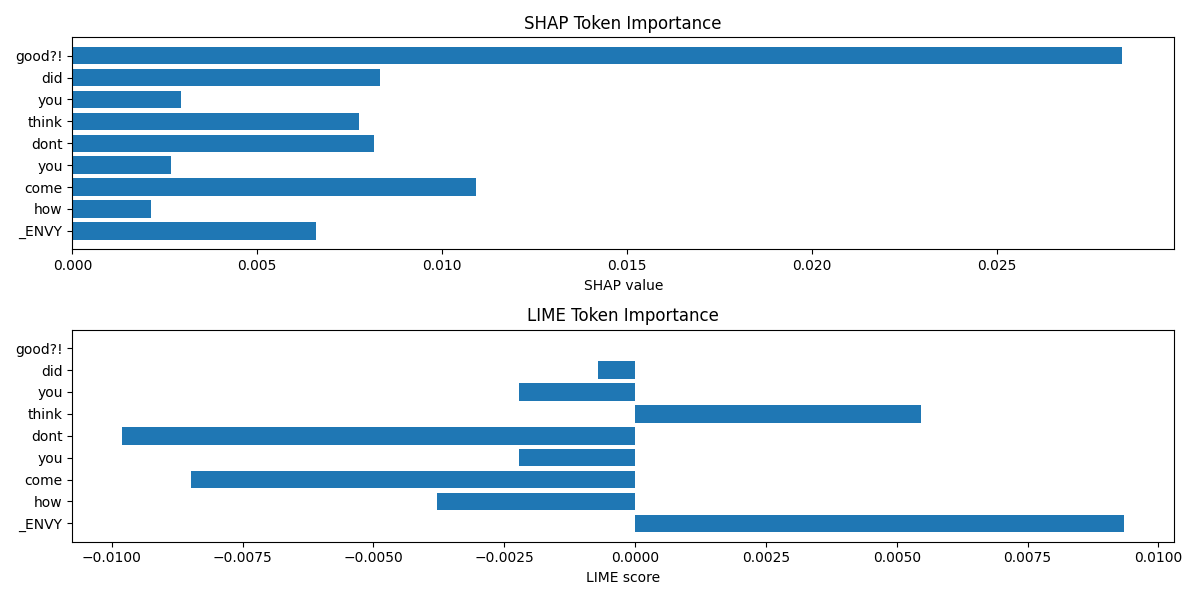 SHAP Token Importance
good?!
did
you
think
dont
you
come
how
_ENVY
0.000 0.005 0.010 0.015 0.020 0.025
SHAP value
LIME Token Importance
good?!
did
you
think
dont
you
come
how
_ENVY
−0.0100 −0.0075 −0.0050 −0.0025 0.0000 0.0025 0.0050 0.0075 0.0100
LIME score